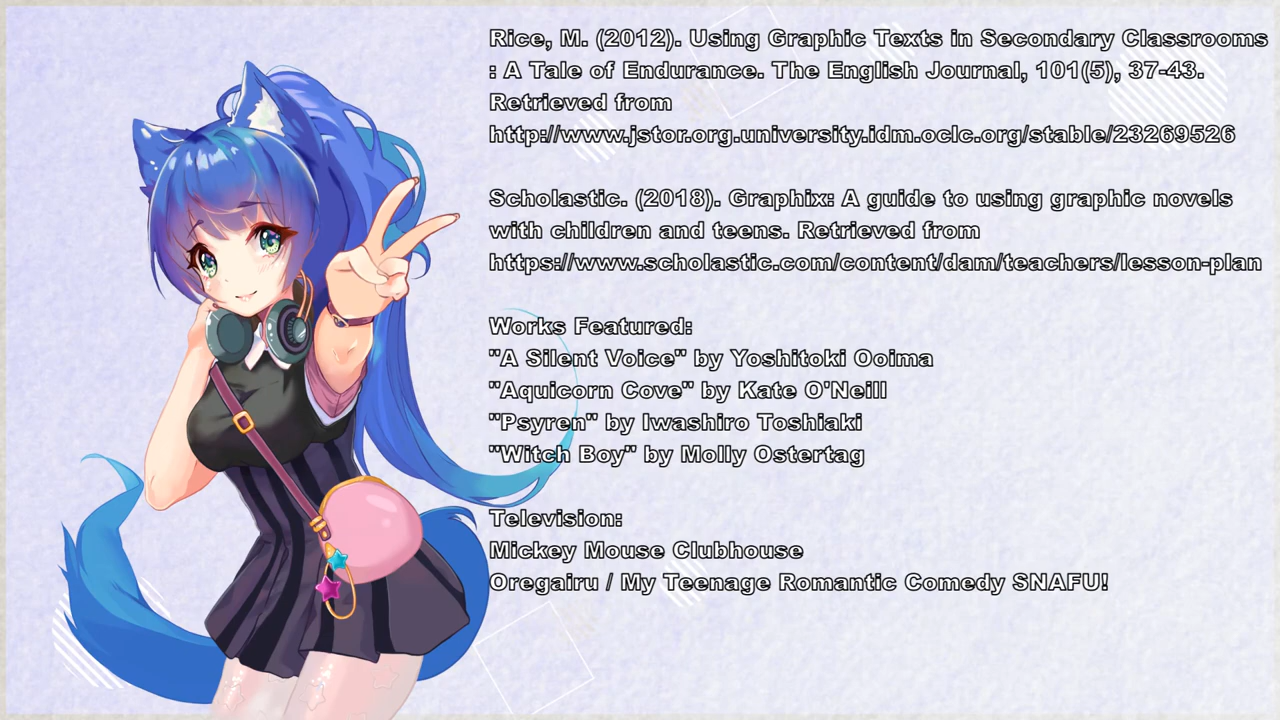 Rice, M. (2012). Using Graphic Texts in Secondary Classrooms
: A Tale of Endurance. The English Journal, 101(5), 37-43.
Retrieved from
http://www.jstor.org.university.idm.oclc.org/stable/23269526
Scholastic. (2018). Graphix: A guide to using graphic novels
with children and teens. Retrieved from
https://www.scholastic.com/content/dam/teachers/lesson-plan
Works Featured:
"A Silent Voice" by Yoshitoki Ooima
"Aquicorn Cove" by Kate O'Neill
"Psyren" by Iwashiro Toshiaki
"Witch Boy" by Molly Ostertag
Television:
Mickey Mouse Clubhouse
Oregairu / My Teenage Romantic Comedy SNAFU!